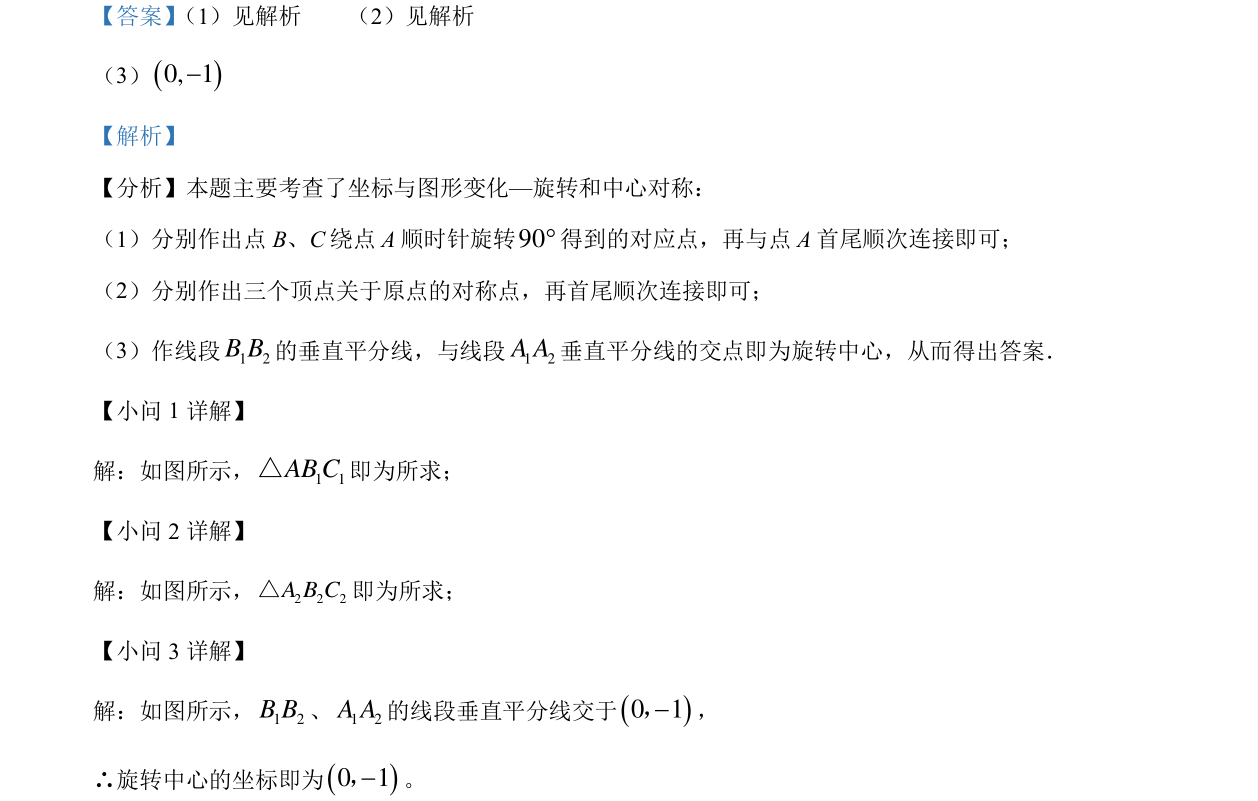 【答案】（1）见解析　　（2）见解析
（3）(0,−1)
【解析】
【分析】本题主要考查了坐标与图形变化—旋转和中心对称：
（1）分别作出点 B、C 绕点 A 顺时针旋转90°得到的对应点，再与点 A 首尾顺次连接即可；
（2）分别作出三个顶点关于原点的对称点，再首尾顺次连接即可；
（3）作线段 B₁B₂ 的垂直平分线，与线段 A₁A₂ 垂直平分线的交点即为旋转中心，从而得出答案．
【小问 1 详解】
解：如图所示，△AB₁C₁ 即为所求；
【小问 2 详解】
解：如图所示，△A₂B₂C₂ 即为所求；
【小问 3 详解】
解：如图所示，B₁B₂、A₁A₂ 的线段垂直平分线交于(0，−1)，
∴旋转中心的坐标即为(0，−1)。